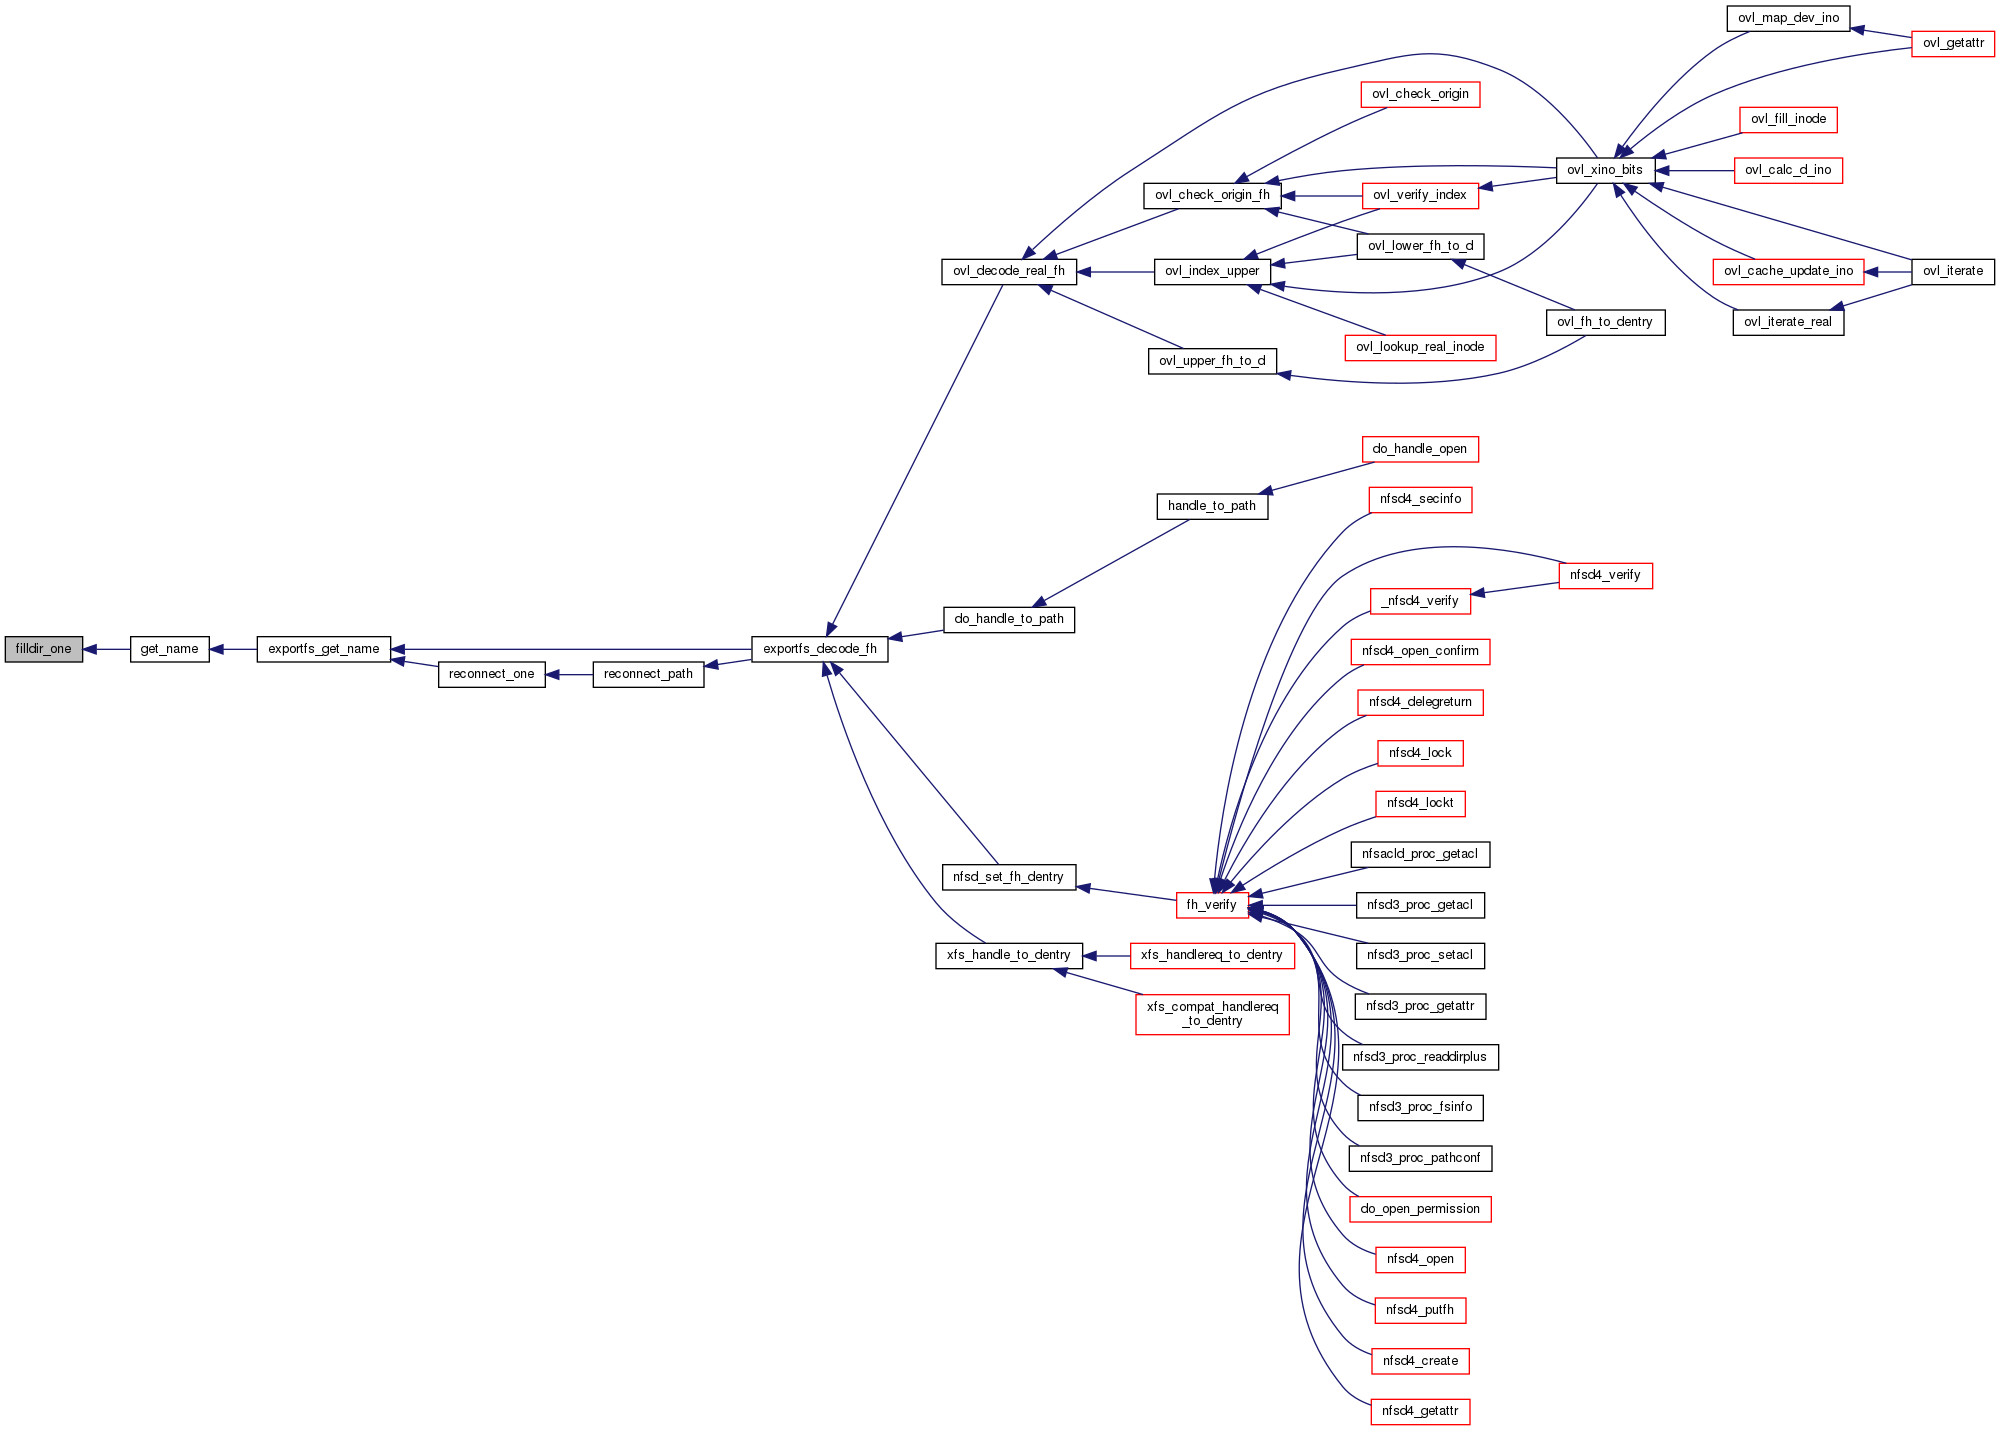 ovl_map_dev_ino
ovl_getattr
ovl_check_origin
ovl_fill_inode
ovl_xino_bits
ovl_calc_d_ino
ovl_check_origin_fh
ovl_verify_index
ovl_lower_fh_to_d
ovl_decode_real_fh
ovl_index_upper
ovl_cache_update_ino
ovl_iterate
ovl_fh_to_dentry
ovl_iterate_real
ovl_lookup_real_inode
ovl_upper_fh_to_d
do_handle_open
handle_to_path
nfsd4_secinfo
nfsd4_verify
_nfsd4_verify
do_handle_to_path
filldir_one
get_name
exportfs_get_name
exportfs_decode_fh
reconnect_one
reconnect_path
nfsd4_open_confirm
nfsd4_delegreturn
nfsd4_lock
nfsd4_lockt
nfsacld_proc_getacl
nfsd_set_fh_dentry
fh_verify
nfsd3_proc_getacl
xfs_handle_to_dentry
xfs_handlereq_to_dentry
nfsd3_proc_setacl
xfs_compat_handlereq
_to_dentry
nfsd3_proc_getattr
nfsd3_proc_readdirplus
nfsd3_proc_fsinfo
nfsd3_proc_pathconf
do_open_permission
nfsd4_open
nfsd4_putfh
nfsd4_create
nfsd4_getattr